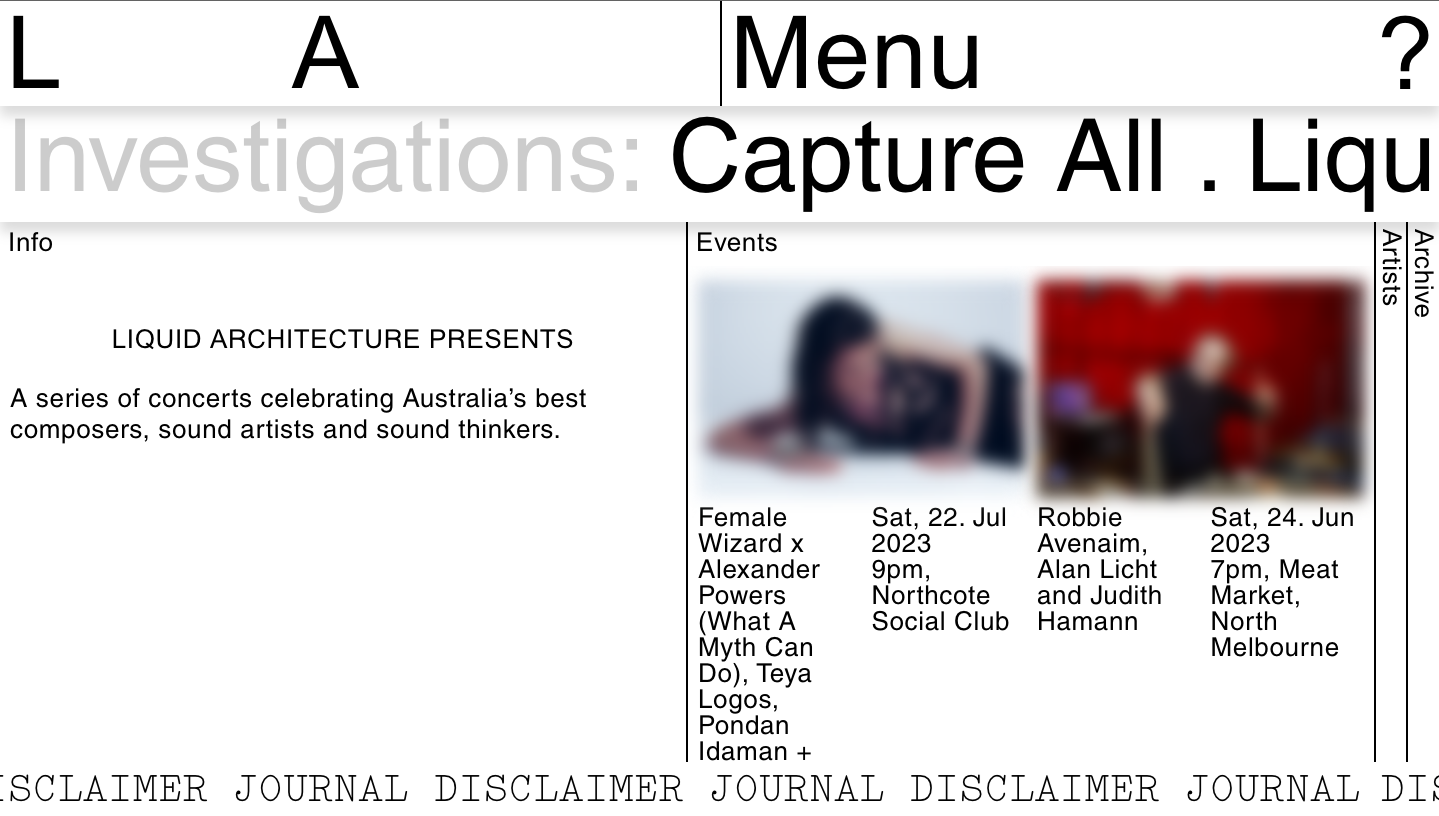 L A
Menu ?
Investigations: Capture All . Liqu
Info
LIQUID ARCHITECTURE PRESENTS
A series of concerts celebrating Australia’s best
composers, sound artists and sound thinkers.
Events
Female
Wizard x
Alexander
Powers
(What A
Myth Can
Do), Teya
Logos,
Pondan
Idaman +
Sat, 22. Jul
2023
9pm,
Northcote
Social Club
Robbie
Avenaim,
Alan Licht
and Judith
Hamann
Sat, 24. Jun
2023
7pm, Meat
Market,
North
Melbourne
Artists
Archive
ISCLAIMER JOURNAL DISCLAIMER JOURNAL DISCLAIMER JOURNAL DIS